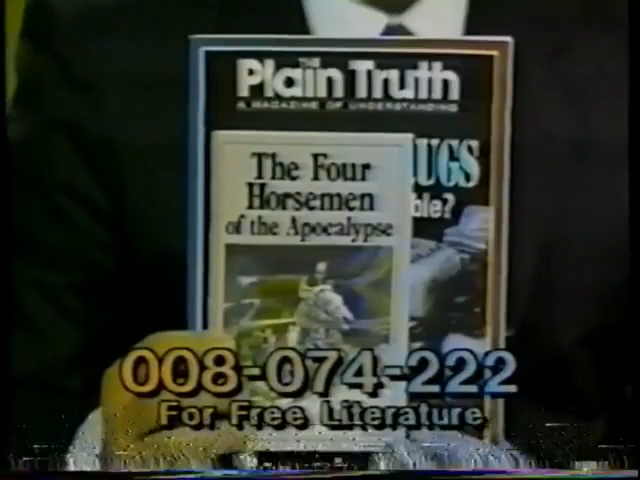 THE
Plain Truth
A MAGAZINE OF UNDERSTANDING
The Four
Horsemen
of the Apocalypse
UGS
ble?
008-074-222
For Free Literature